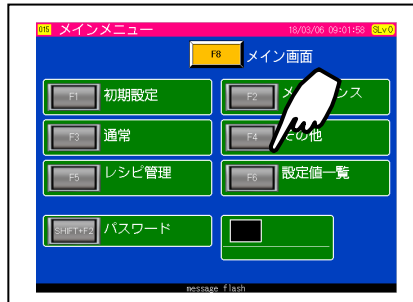 015 メインメニュー 18/03/06 09:01:58 SLv0
F8 メイン画面
F1 初期設定
F2 メ ンス
F3 通常
F4 その他
F5 レシピ管理
F6 設定値一覧
SHIFT+F2 パスワード
message flash